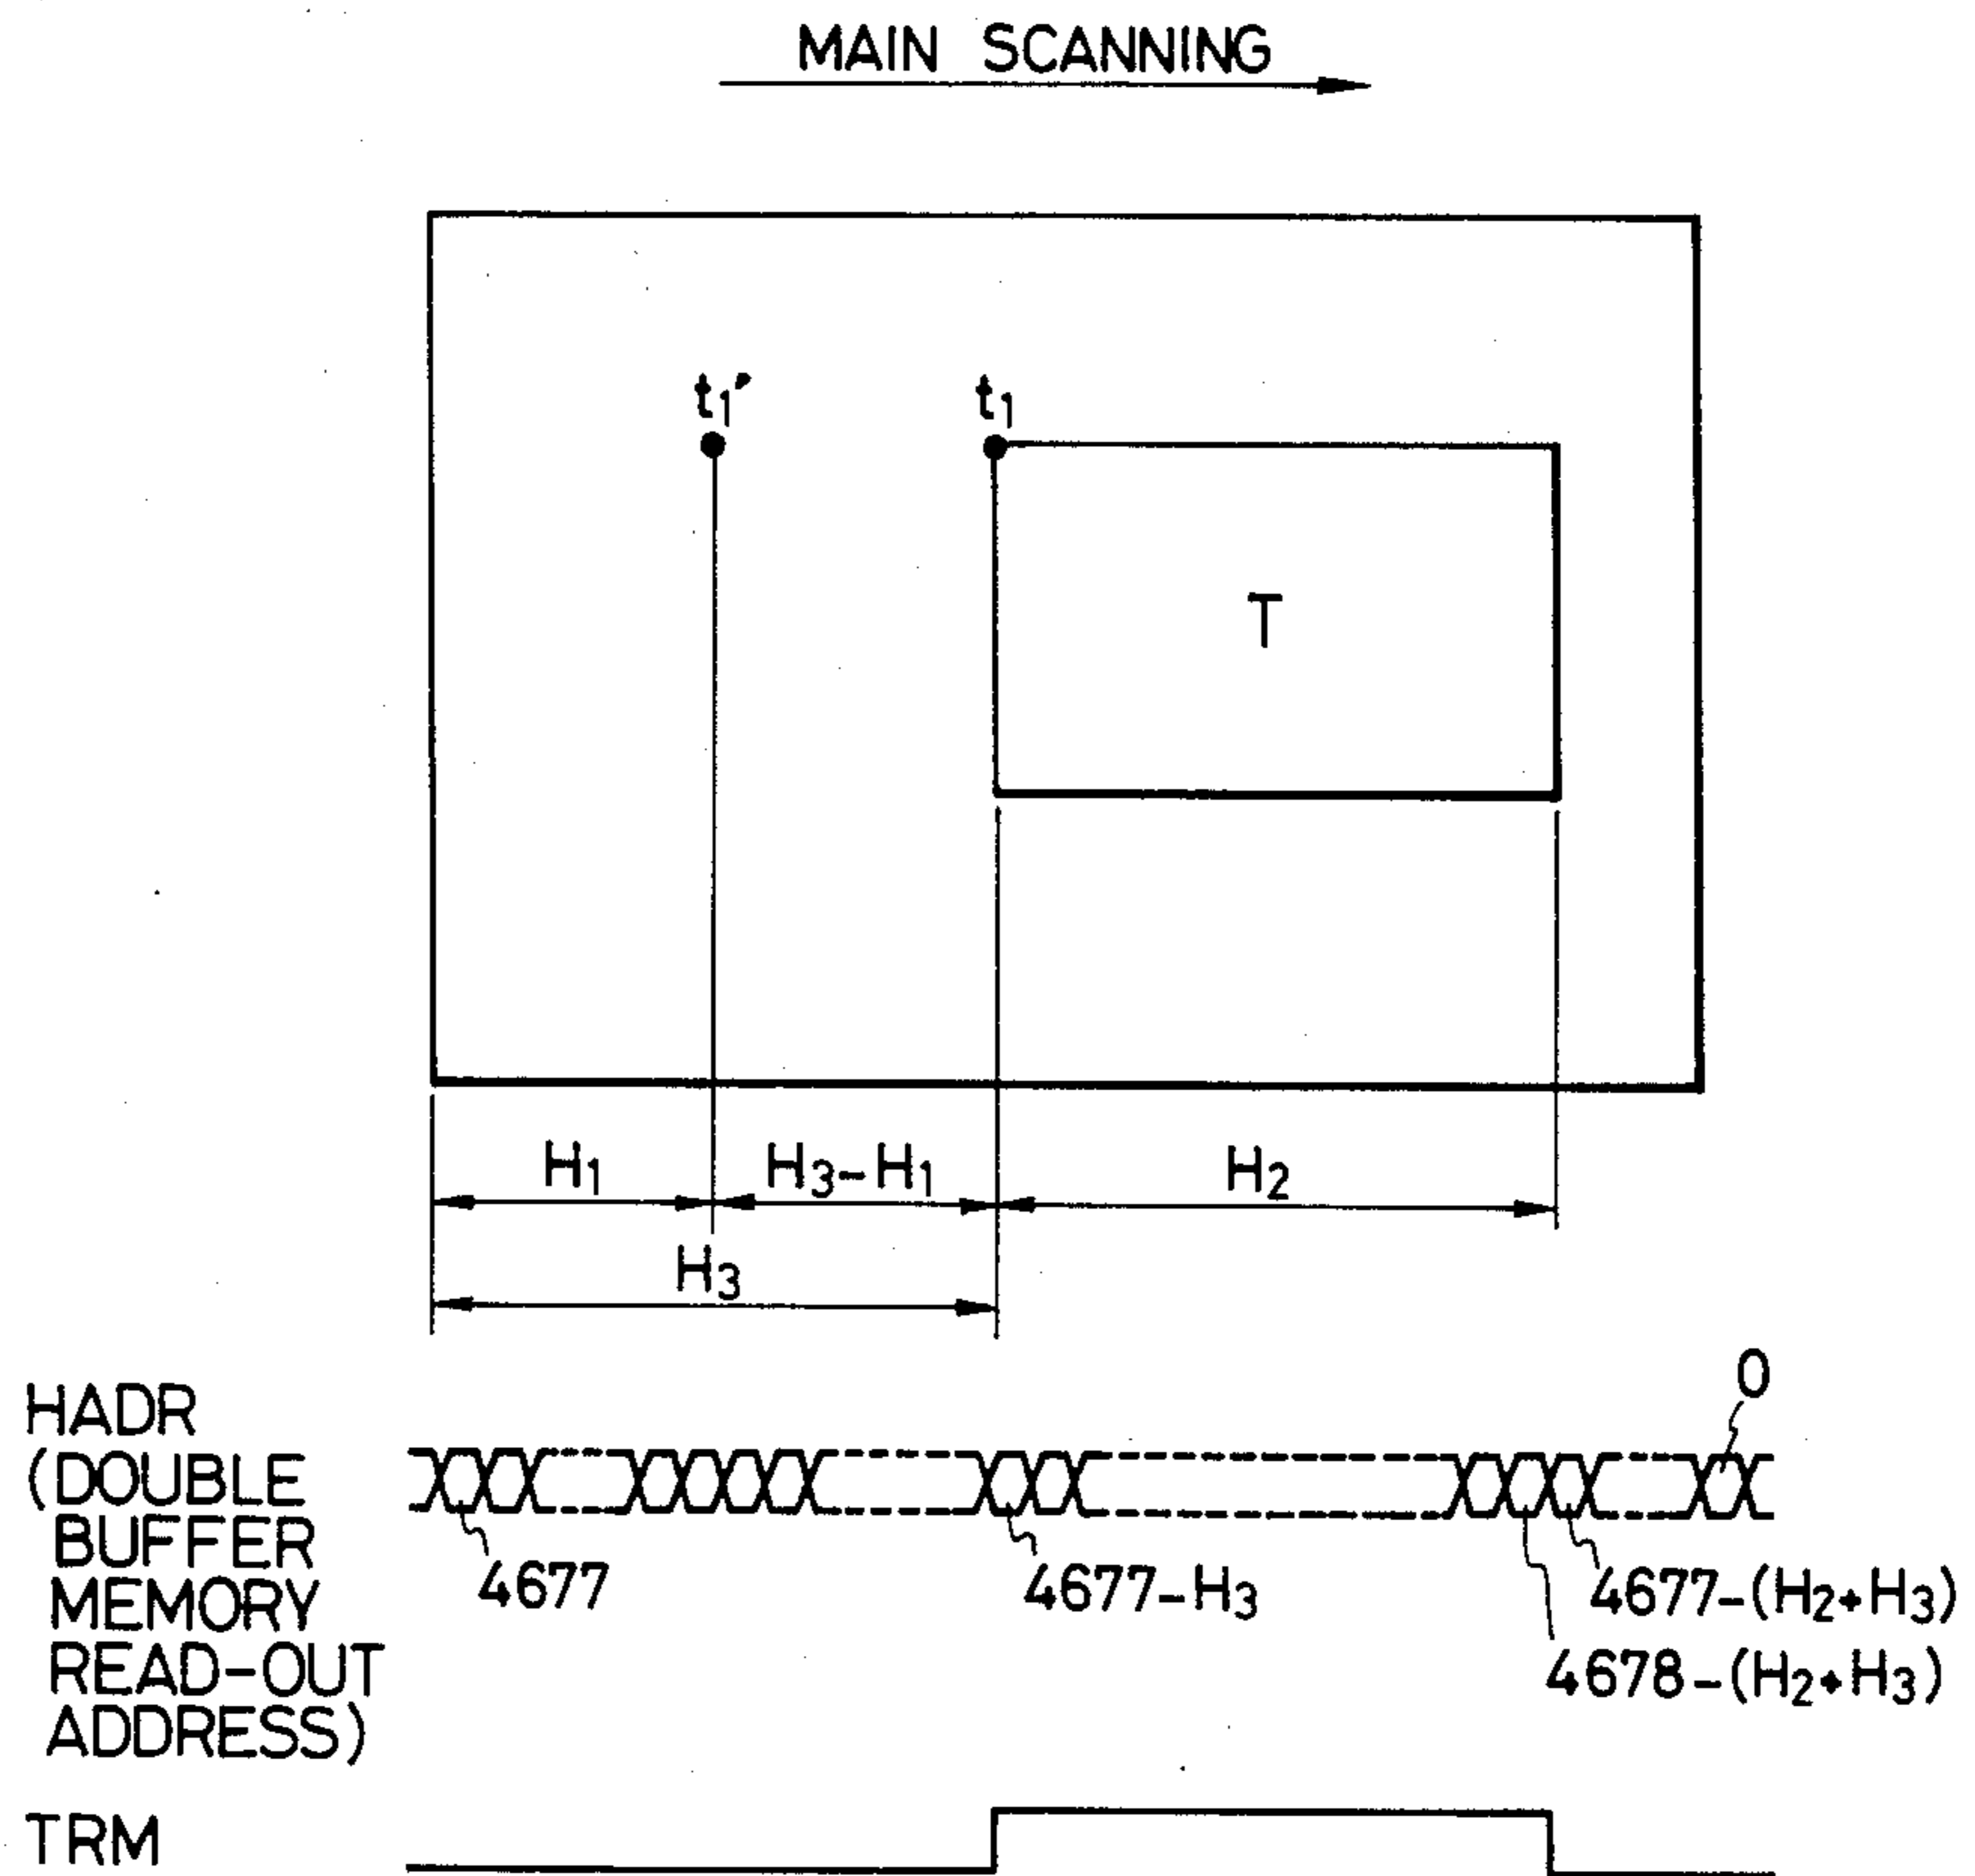 MAIN SCANNING
t₁′
t₁
T
H₁
H₃-H₁
H₂
H₃
0
HADR
(DOUBLE
BUFFER
MEMORY
READ-OUT
ADDRESS)
4677
4677-H₃
4677-(H₂+H₃)
4678-(H₂+H₃)
TRM